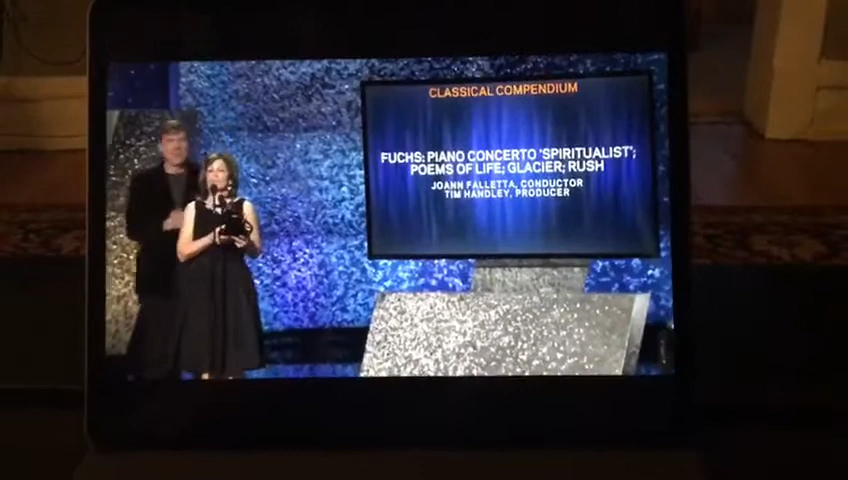 CLASSICAL COMPENDIUM
FUCHS: PIANO CONCERTO 'SPIRITUALIST';
POEMS OF LIFE; GLACIER; RUSH
JOANN FALLETTA, CONDUCTOR
TIM HANDLEY, PRODUCER